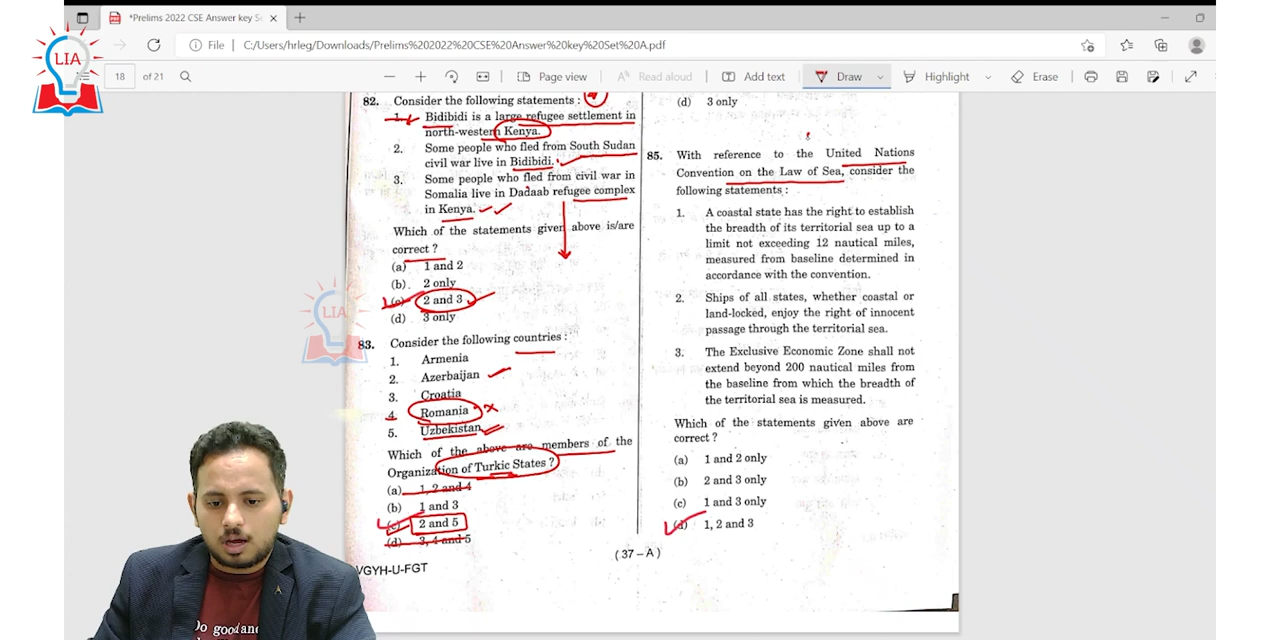 *Prelims 2022 CSE Answer key Se
File
C:/Users/hrleg/Downloads/Prelims%202022%20CSE%20Answer%20key%20Set%20A.pdf
LIA
18 of 21
Page view
Read aloud
Add text
Draw
Highlight
Erase
82. Consider the following statements :
1. Bidibidi is a large refugee settlement in
north-western Kenya.
2. Some people who fled from South Sudan
civil war live in Bidibidi.
3. Some people who fled from civil war in
Somalia live in Dadaab refugee complex
in Kenya.
Which of the statements given above is/are
correct ?
(a) 1 and 2
(b) 2 only
(c) 2 and 3
(d) 3 only
LIA
83. Consider the following countries :
1. Armenia
2. Azerbaijan
3. Croatia
4. Romania
5. Uzbekistan
Which of the above are members of the
Organization of Turkic States ?
(a) 1, 2 and 4
(b) 1 and 3
(c) 2 and 5
(d) 3, 4 and 5
VGYH-U-FGT
(d) 3 only
85. With reference to the United Nations
Convention on the Law of Sea, consider the
following statements :
1. A coastal state has the right to establish
the breadth of its territorial sea up to a
limit not exceeding 12 nautical miles,
measured from baseline determined in
accordance with the convention.
2. Ships of all states, whether coastal or
land-locked, enjoy the right of innocent
passage through the territorial sea.
3. The Exclusive Economic Zone shall not
extend beyond 200 nautical miles from
the baseline from which the breadth of
the territorial sea is measured.
Which of the statements given above are
correct ?
(a) 1 and 2 only
(b) 2 and 3 only
(c) 1 and 3 only
(d) 1, 2 and 3
( 37 – A )
Do good and